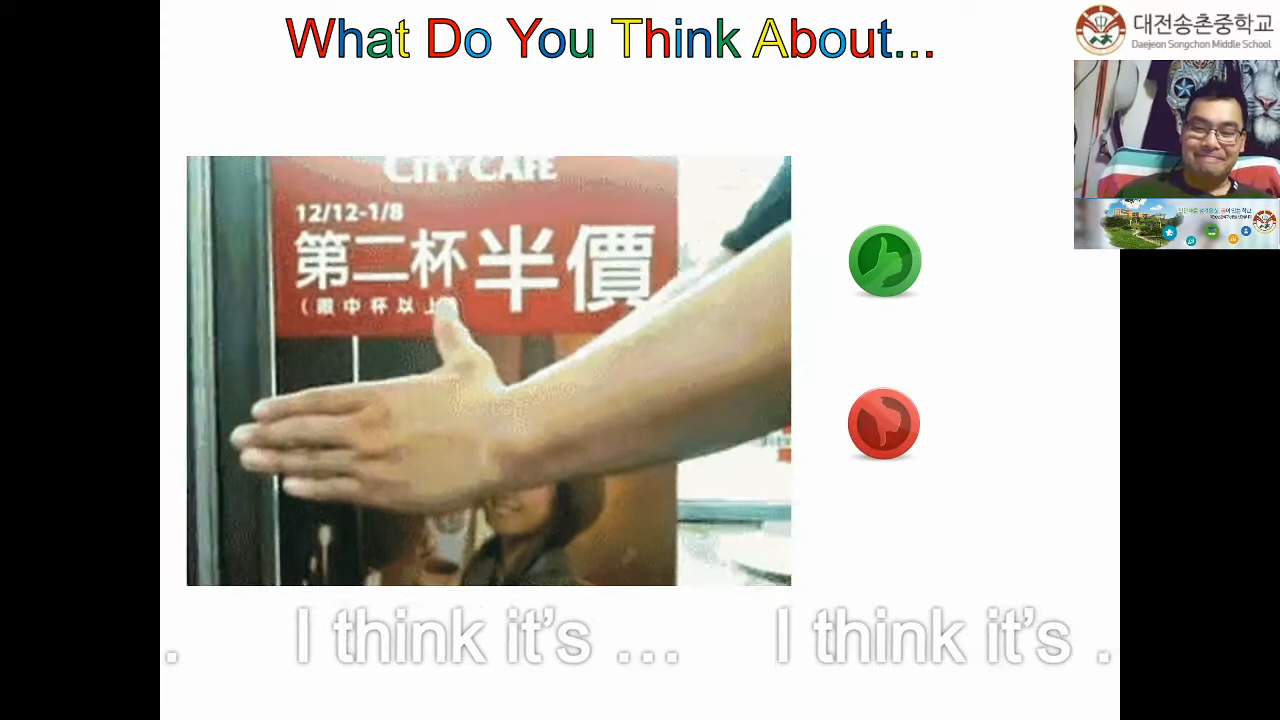 What Do You Think About...
대전송촌중학교
Daejeon Songchon Middle School
CITY CAFE
12/12-1/8
第二杯半價
I think it's ...
I think it's .